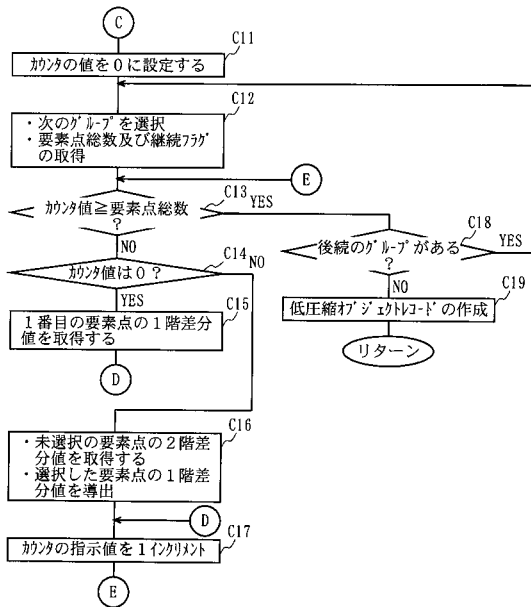 C
C11
カウンタの値を0に設定する
C12
・次のグループを選択
・要素点総数及び継続フラグ
の取得
E
C13
カウンタ値≧要素点総数
?
YES
NO
C14
カウンタ値は0?
NO
YES
C15
1番目の要素点の1階差分
値を取得する
D
C16
・未選択の要素点の2階差
分値を取得する
・選択した要素点の1階差
分値を導出
D
C17
カウンタの指示値を1インクリメント
E
C18
後続のグループがある
?
YES
NO
C19
低圧縮オブジェクトレコードの作成
リターン